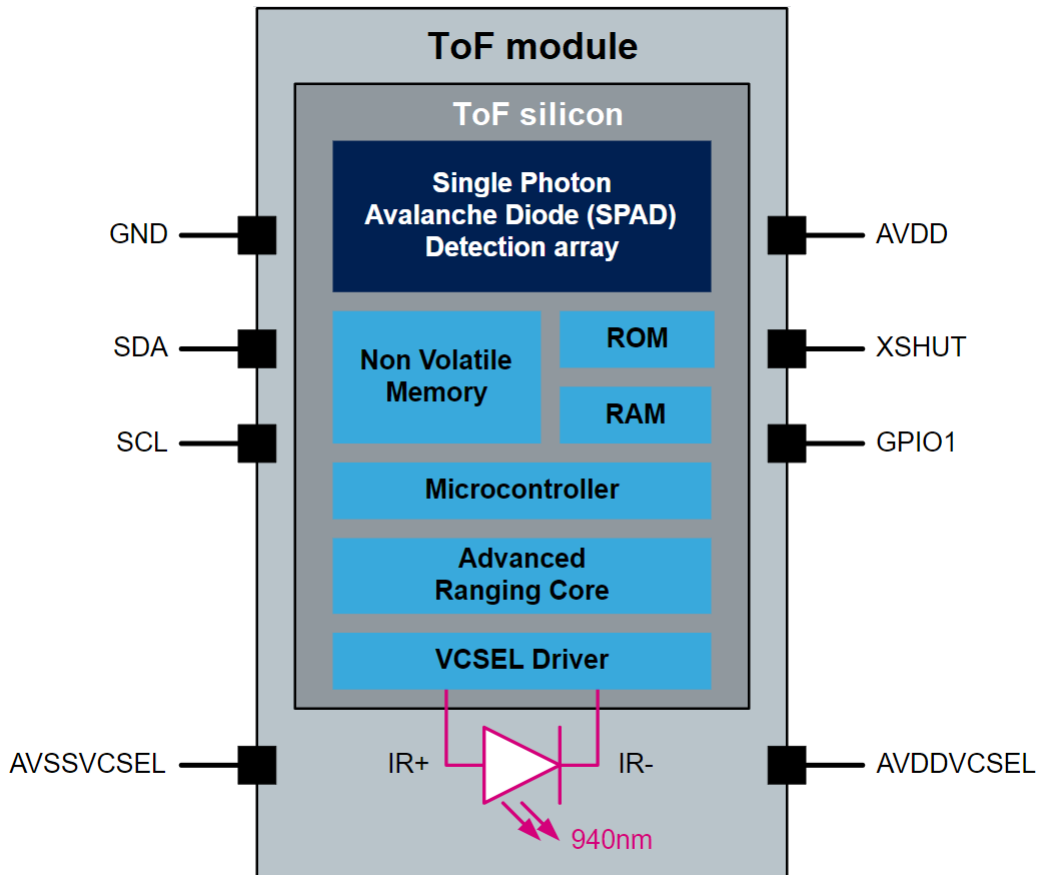 ToF module
ToF silicon
Single Photon
Avalanche Diode (SPAD)
Detection array
GND
AVDD
SDA
Non Volatile
Memory
ROM
XSHUT
RAM
SCL
GPIO1
Microcontroller
Advanced
Ranging Core
VCSEL Driver
AVSSVCSEL
IR+
IR-
AVDDVCSEL
940nm